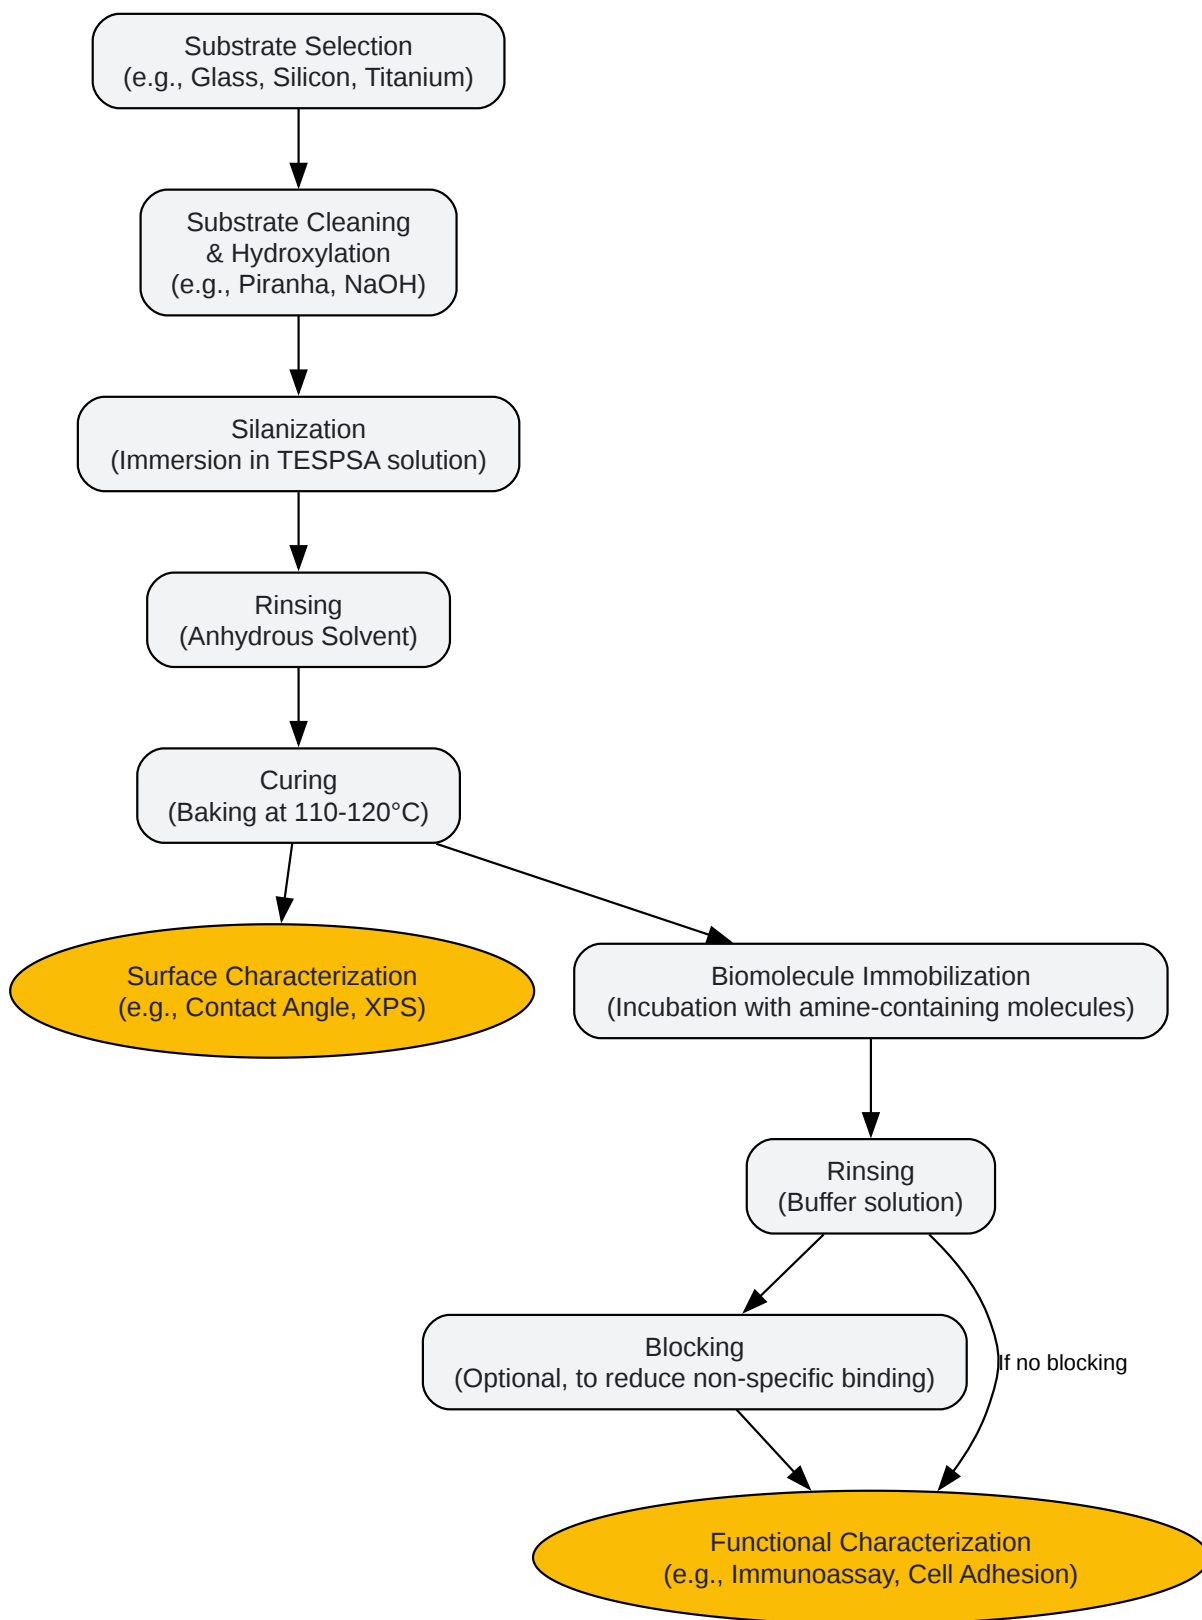 Substrate Selection
(e.g., Glass, Silicon, Titanium)
Substrate Cleaning
& Hydroxylation
(e.g., Piranha, NaOH)
Silanization
(Immersion in TESPSA solution)
Rinsing
(Anhydrous Solvent)
Curing
(Baking at 110-120°C)
Surface Characterization
(e.g., Contact Angle, XPS)
Biomolecule Immobilization
(Incubation with amine-containing molecules)
Rinsing
(Buffer solution)
Blocking
(Optional, to reduce non-specific binding)
If no blocking
Functional Characterization
(e.g., Immunoassay, Cell Adhesion)